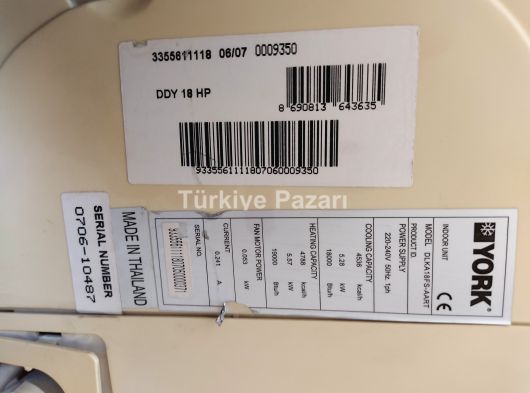 3355611118 06/07 0009350
DDY 18 HP
8 690813 643635
9335561111807060009350
Türkiye Pazarı
SERIAL NUMBER
0706-10487
MADE IN THAILAND
YORK
CE
INDOOR UNIT
MODEL DLKA18FS-AART
PRODUCT ID.
POWER SUPPLY
220-240V 50Hz 1ph
COOLING CAPACITY
4536 kcal/h
5.28 kW
18000 Btu/h
HEATING CAPACITY
4788 kcal/h
5.57 kW
19000 Btu/h
FAN MOTOR POWER
0.063 kW
CURRENT
0.241 A
SERIAL NO.